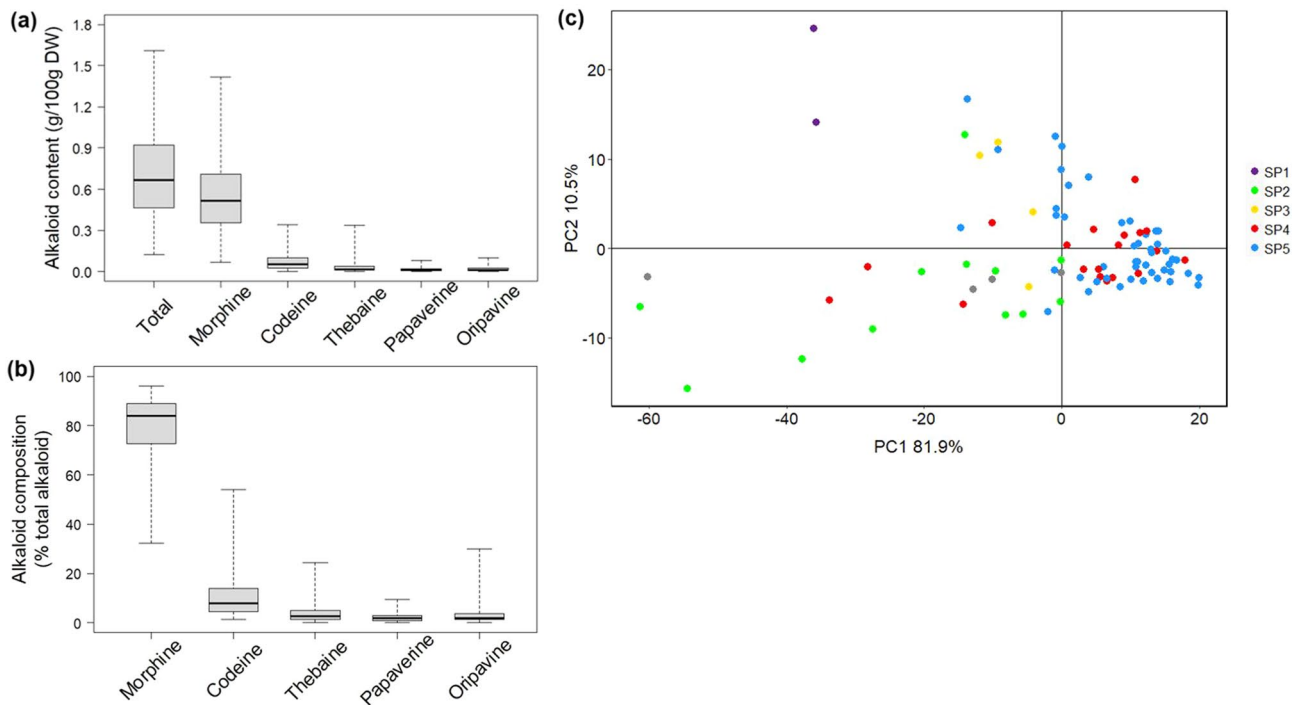 (a)
Alkaloid content (g/100g DW)
1.8
1.5
1.2
0.9
0.6
0.3
0.0
Total
Morphine
Codeine
Thebaine
Papaverine
Oripavine
(b)
Alkaloid composition
(% total alkaloid)
100
80
60
40
20
0
Morphine
Codeine
Thebaine
Papaverine
Oripavine
(c)
PC2 10.5%
20
10
0
-10
-60
-40
-20
0
20
PC1 81.9%
SP1
SP2
SP3
SP4
SP5